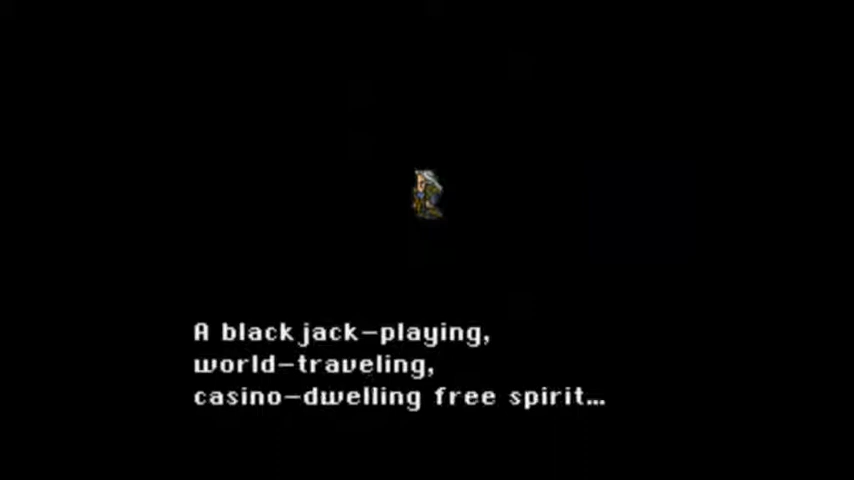 A blackjack-playing,
world-traveling,
casino-dwelling free spirit...